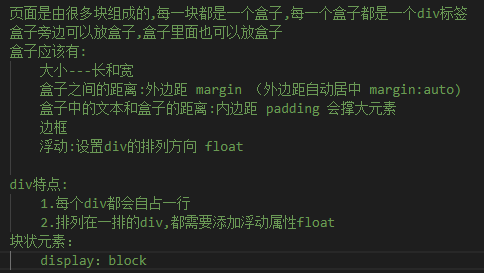 页面是由很多块组成的,每一块都是一个盒子,每一个盒子都是一个div标签
盒子旁边可以放盒子,盒子里面也可以放盒子
盒子应该有:
大小---长和宽
盒子之间的距离:外边距 margin （外边距自动居中 margin:auto)
盒子中的文本和盒子的距离:内边距 padding 会撑大元素
边框
浮动:设置div的排列方向 float
div特点:
1.每个div都会自占一行
2.排列在一排的div,都需要添加浮动属性float
块状元素:
display: block